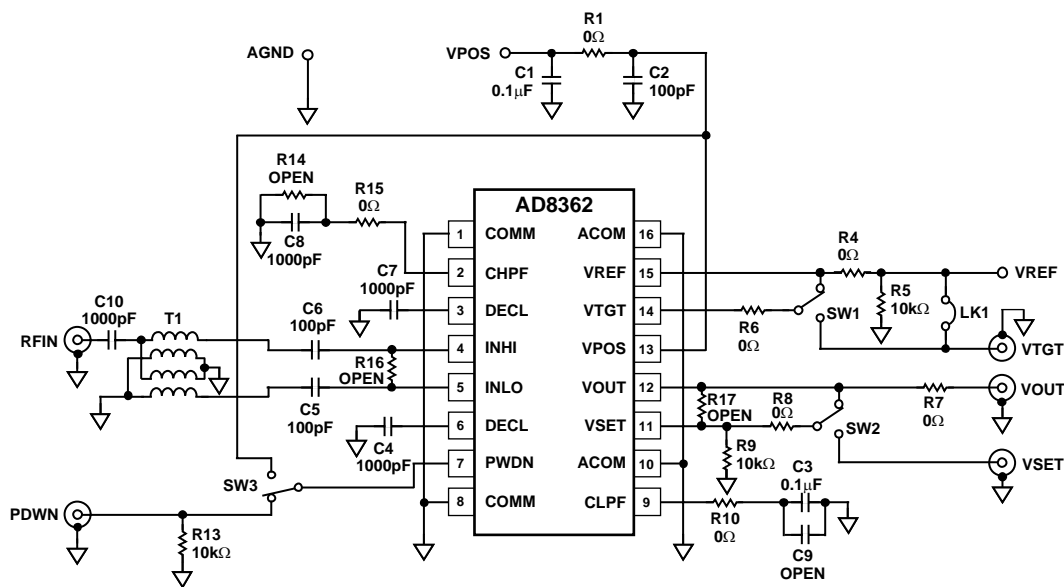 R1
0Ω
AGND
VPOS
C1
0.1µF
C2
100pF
R14
OPEN
R15
0Ω
C8
1000pF
C7
1000pF
AD8362
1 COMM ACOM 16
2 CHPF VREF 15
3 DECL VTGT 14
4 INHI VPOS 13
5 INLO VOUT 12
6 DECL VSET 11
7 PWDN ACOM 10
8 COMM CLPF 9
R4
0Ω
VREF
R5
10kΩ
LK1
SW1
R6
0Ω
VTGT
C10
1000pF
T1
RFIN
C6
100pF
R16
OPEN
C5
100pF
C4
1000pF
VOUT
R7
0Ω
R17
OPEN
R8
0Ω
SW2
R9
10kΩ
VSET
C3
0.1µF
R10
0Ω
C9
OPEN
SW3
PDWN
R13
10kΩ